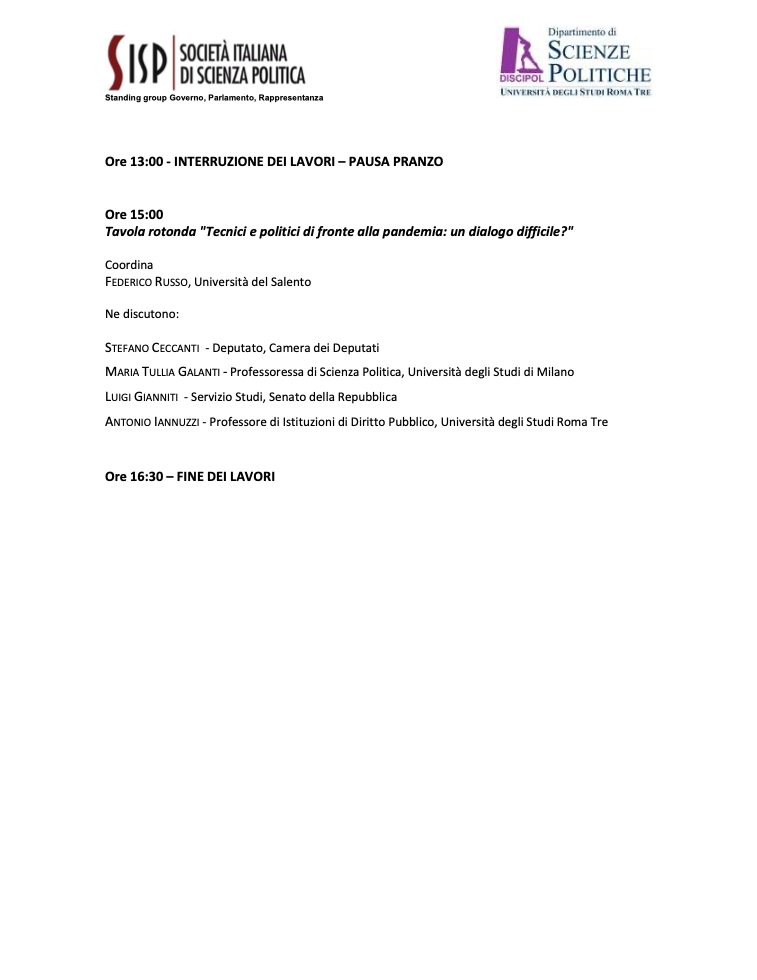 SISP SOCIETÀ ITALIANA
DI SCIENZA POLITICA
Standing group Governo, Parlamento, Rappresentanza
Dipartimento di
SCIENZE
POLITICHE
DISCIPOL
UNIVERSITÀ DEGLI STUDI ROMA TRE
Ore 13:00 - INTERRUZIONE DEI LAVORI – PAUSA PRANZO
Ore 15:00
Tavola rotonda "Tecnici e politici di fronte alla pandemia: un dialogo difficile?"
Coordina
FEDERICO RUSSO, Università del Salento
Ne discutono:
STEFANO CECCANTI - Deputato, Camera dei Deputati
MARIA TULLIA GALANTI - Professoressa di Scienza Politica, Università degli Studi di Milano
LUIGI GIANNITI - Servizio Studi, Senato della Repubblica
ANTONIO IANNUZZI - Professore di Istituzioni di Diritto Pubblico, Università degli Studi Roma Tre
Ore 16:30 – FINE DEI LAVORI